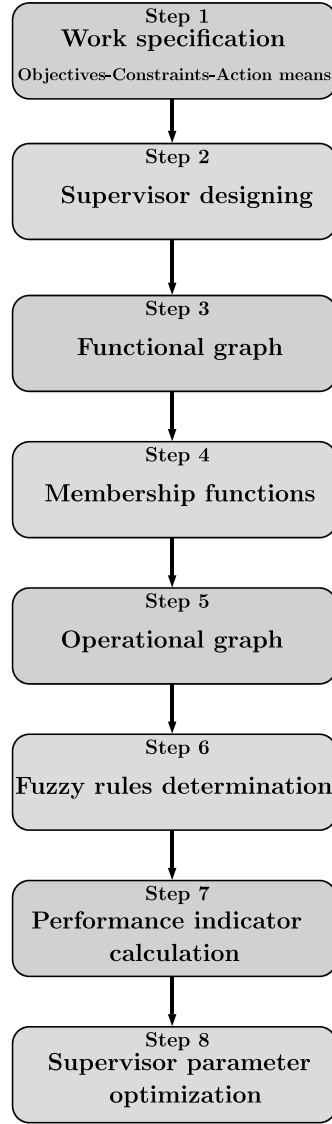 Step 1
Work specification
Objectives-Constraints-Action means
Step 2
Supervisor designing
Step 3
Functional graph
Step 4
Membership functions
Step 5
Operational graph
Step 6
Fuzzy rules determination
Step 7
Performance indicator
calculation
Step 8
Supervisor parameter
optimization